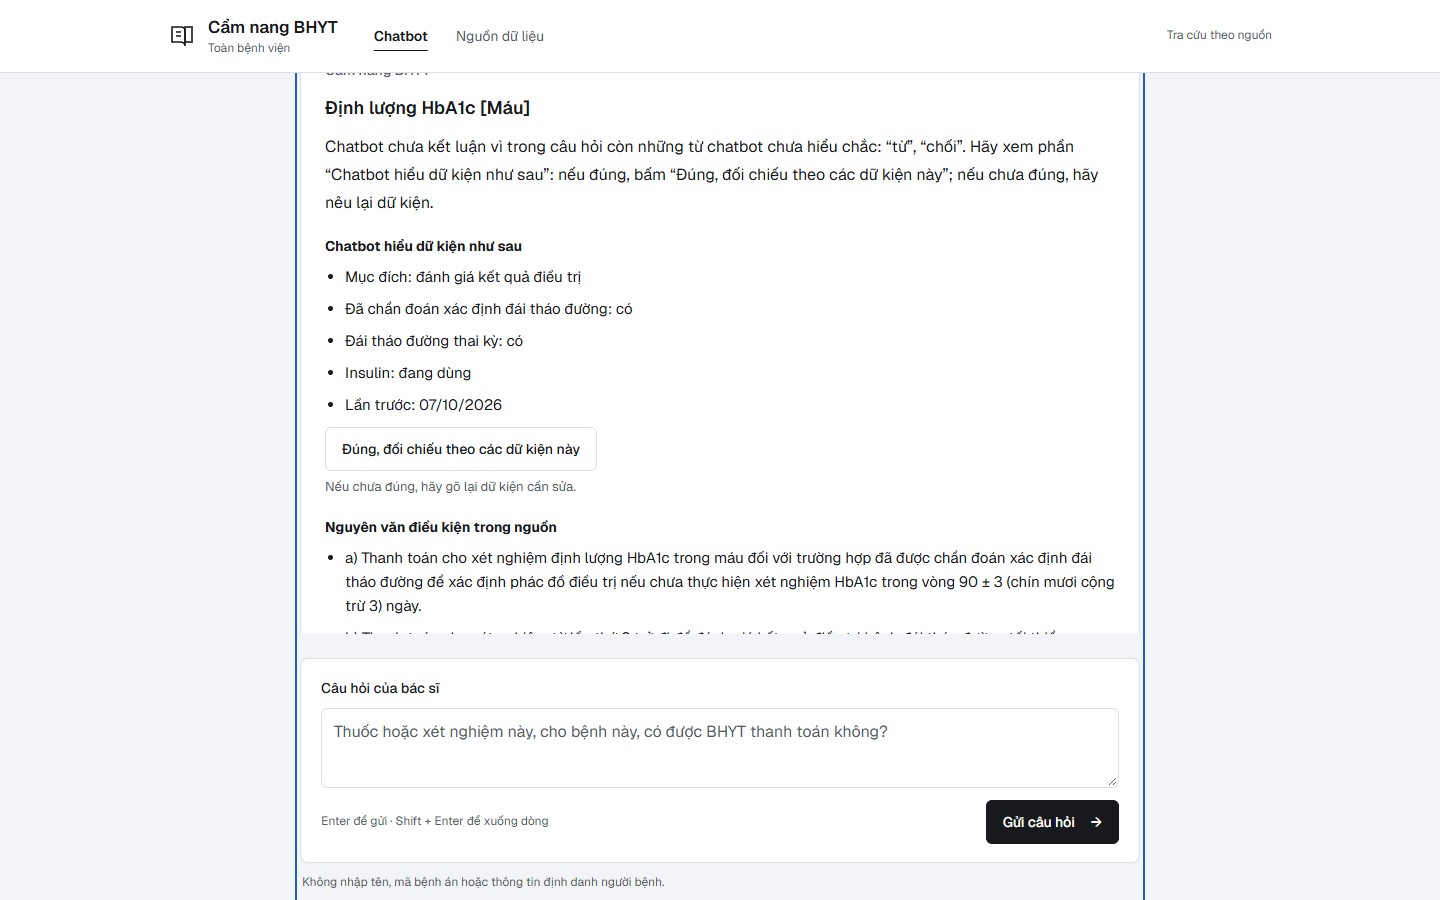 Cẩm nang BHYT
Toàn bệnh viện
Chatbot
Nguồn dữ liệu
Tra cứu theo nguồn
Định lượng HbA1c [Máu]
Chatbot chưa kết luận vì trong câu hỏi còn những từ chatbot chưa hiểu chắc: “từ”, “chối”. Hãy xem phần
“Chatbot hiểu dữ kiện như sau”: nếu đúng, bấm “Đúng, đối chiếu theo các dữ kiện này”; nếu chưa đúng, hãy
nêu lại dữ kiện.
Chatbot hiểu dữ kiện như sau
• Mục đích: đánh giá kết quả điều trị
• Đã chẩn đoán xác định đái tháo đường: có
• Đái tháo đường thai kỳ: có
• Insulin: đang dùng
• Lần trước: 07/10/2026
Đúng, đối chiếu theo các dữ kiện này
Nếu chưa đúng, hãy gõ lại dữ kiện cần sửa.
Nguyên văn điều kiện trong nguồn
• a) Thanh toán cho xét nghiệm định lượng HbA1c trong máu đối với trường hợp đã được chẩn đoán xác định đái
tháo đường để xác định phác đồ điều trị nếu chưa thực hiện xét nghiệm HbA1c trong vòng 90 ± 3 (chín mươi cộng
trừ 3) ngày.
Câu hỏi của bác sĩ
Thuốc hoặc xét nghiệm này, cho bệnh này, có được BHYT thanh toán không?
Enter để gửi · Shift + Enter để xuống dòng
Gửi câu hỏi →
Không nhập tên, mã bệnh án hoặc thông tin định danh người bệnh.